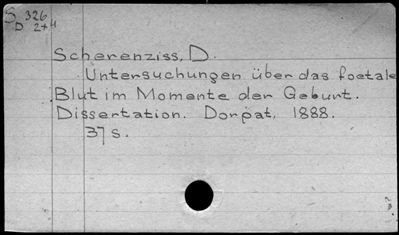 S 326
D 24
Scherenziss, D.
Untersuchungen über das foetale
Blut im Momente der Geburt.
Dissertation. Dorpat, 1888.
37 s.